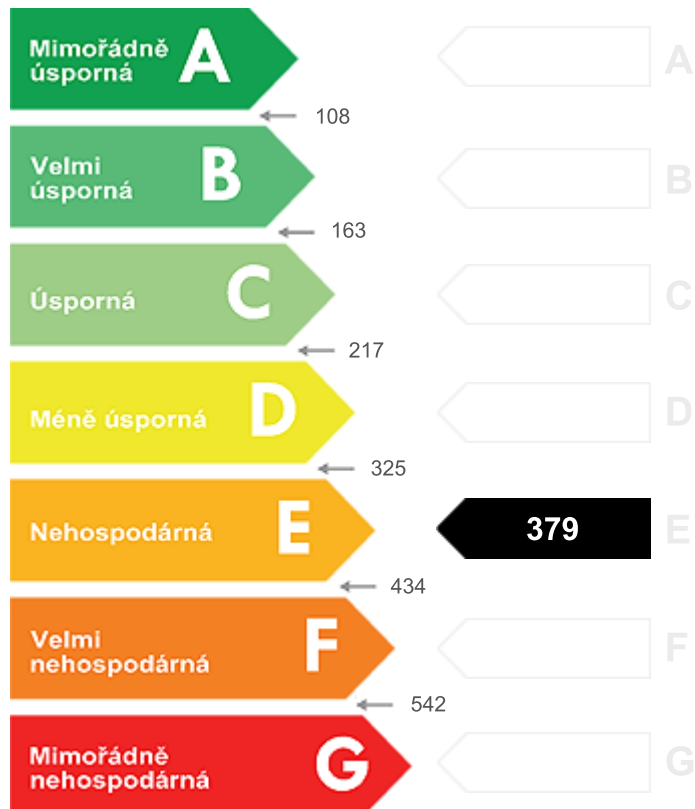 Mimořádně
úsporná
A
A
108
Velmi
úsporná
B
B
163
Úsporná
C
C
217
Méně úsporná
D
D
325
Nehospodárná
E
379
E
434
Velmi
nehospodárná
F
F
542
Mimořádně
nehospodárná
G
G